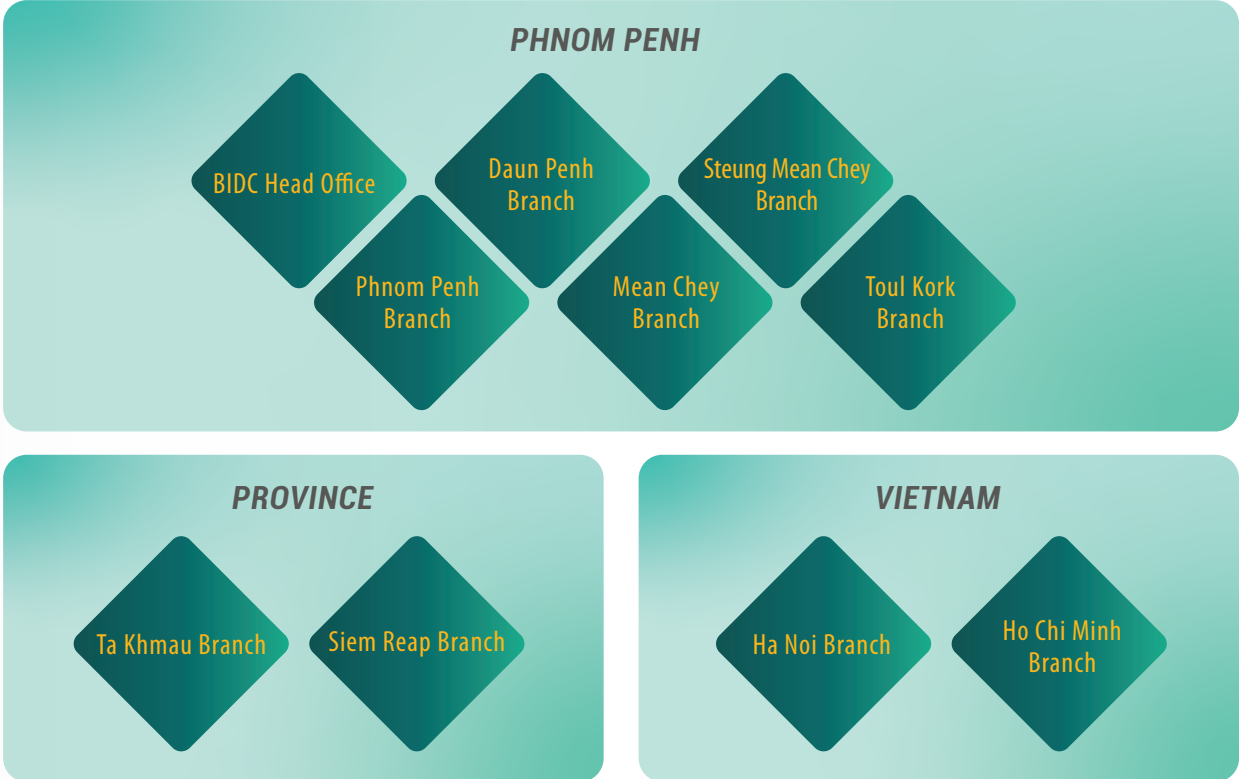 PHNOM PENH
BIDC Head Office
Daun Penh
Branch
Steung Mean Chey
Branch
Phnom Penh
Branch
Mean Chey
Branch
Toul Kork
Branch
PROVINCE
Ta Khmau Branch
Siem Reap Branch
VIETNAM
Ha Noi Branch
Ho Chi Minh
Branch